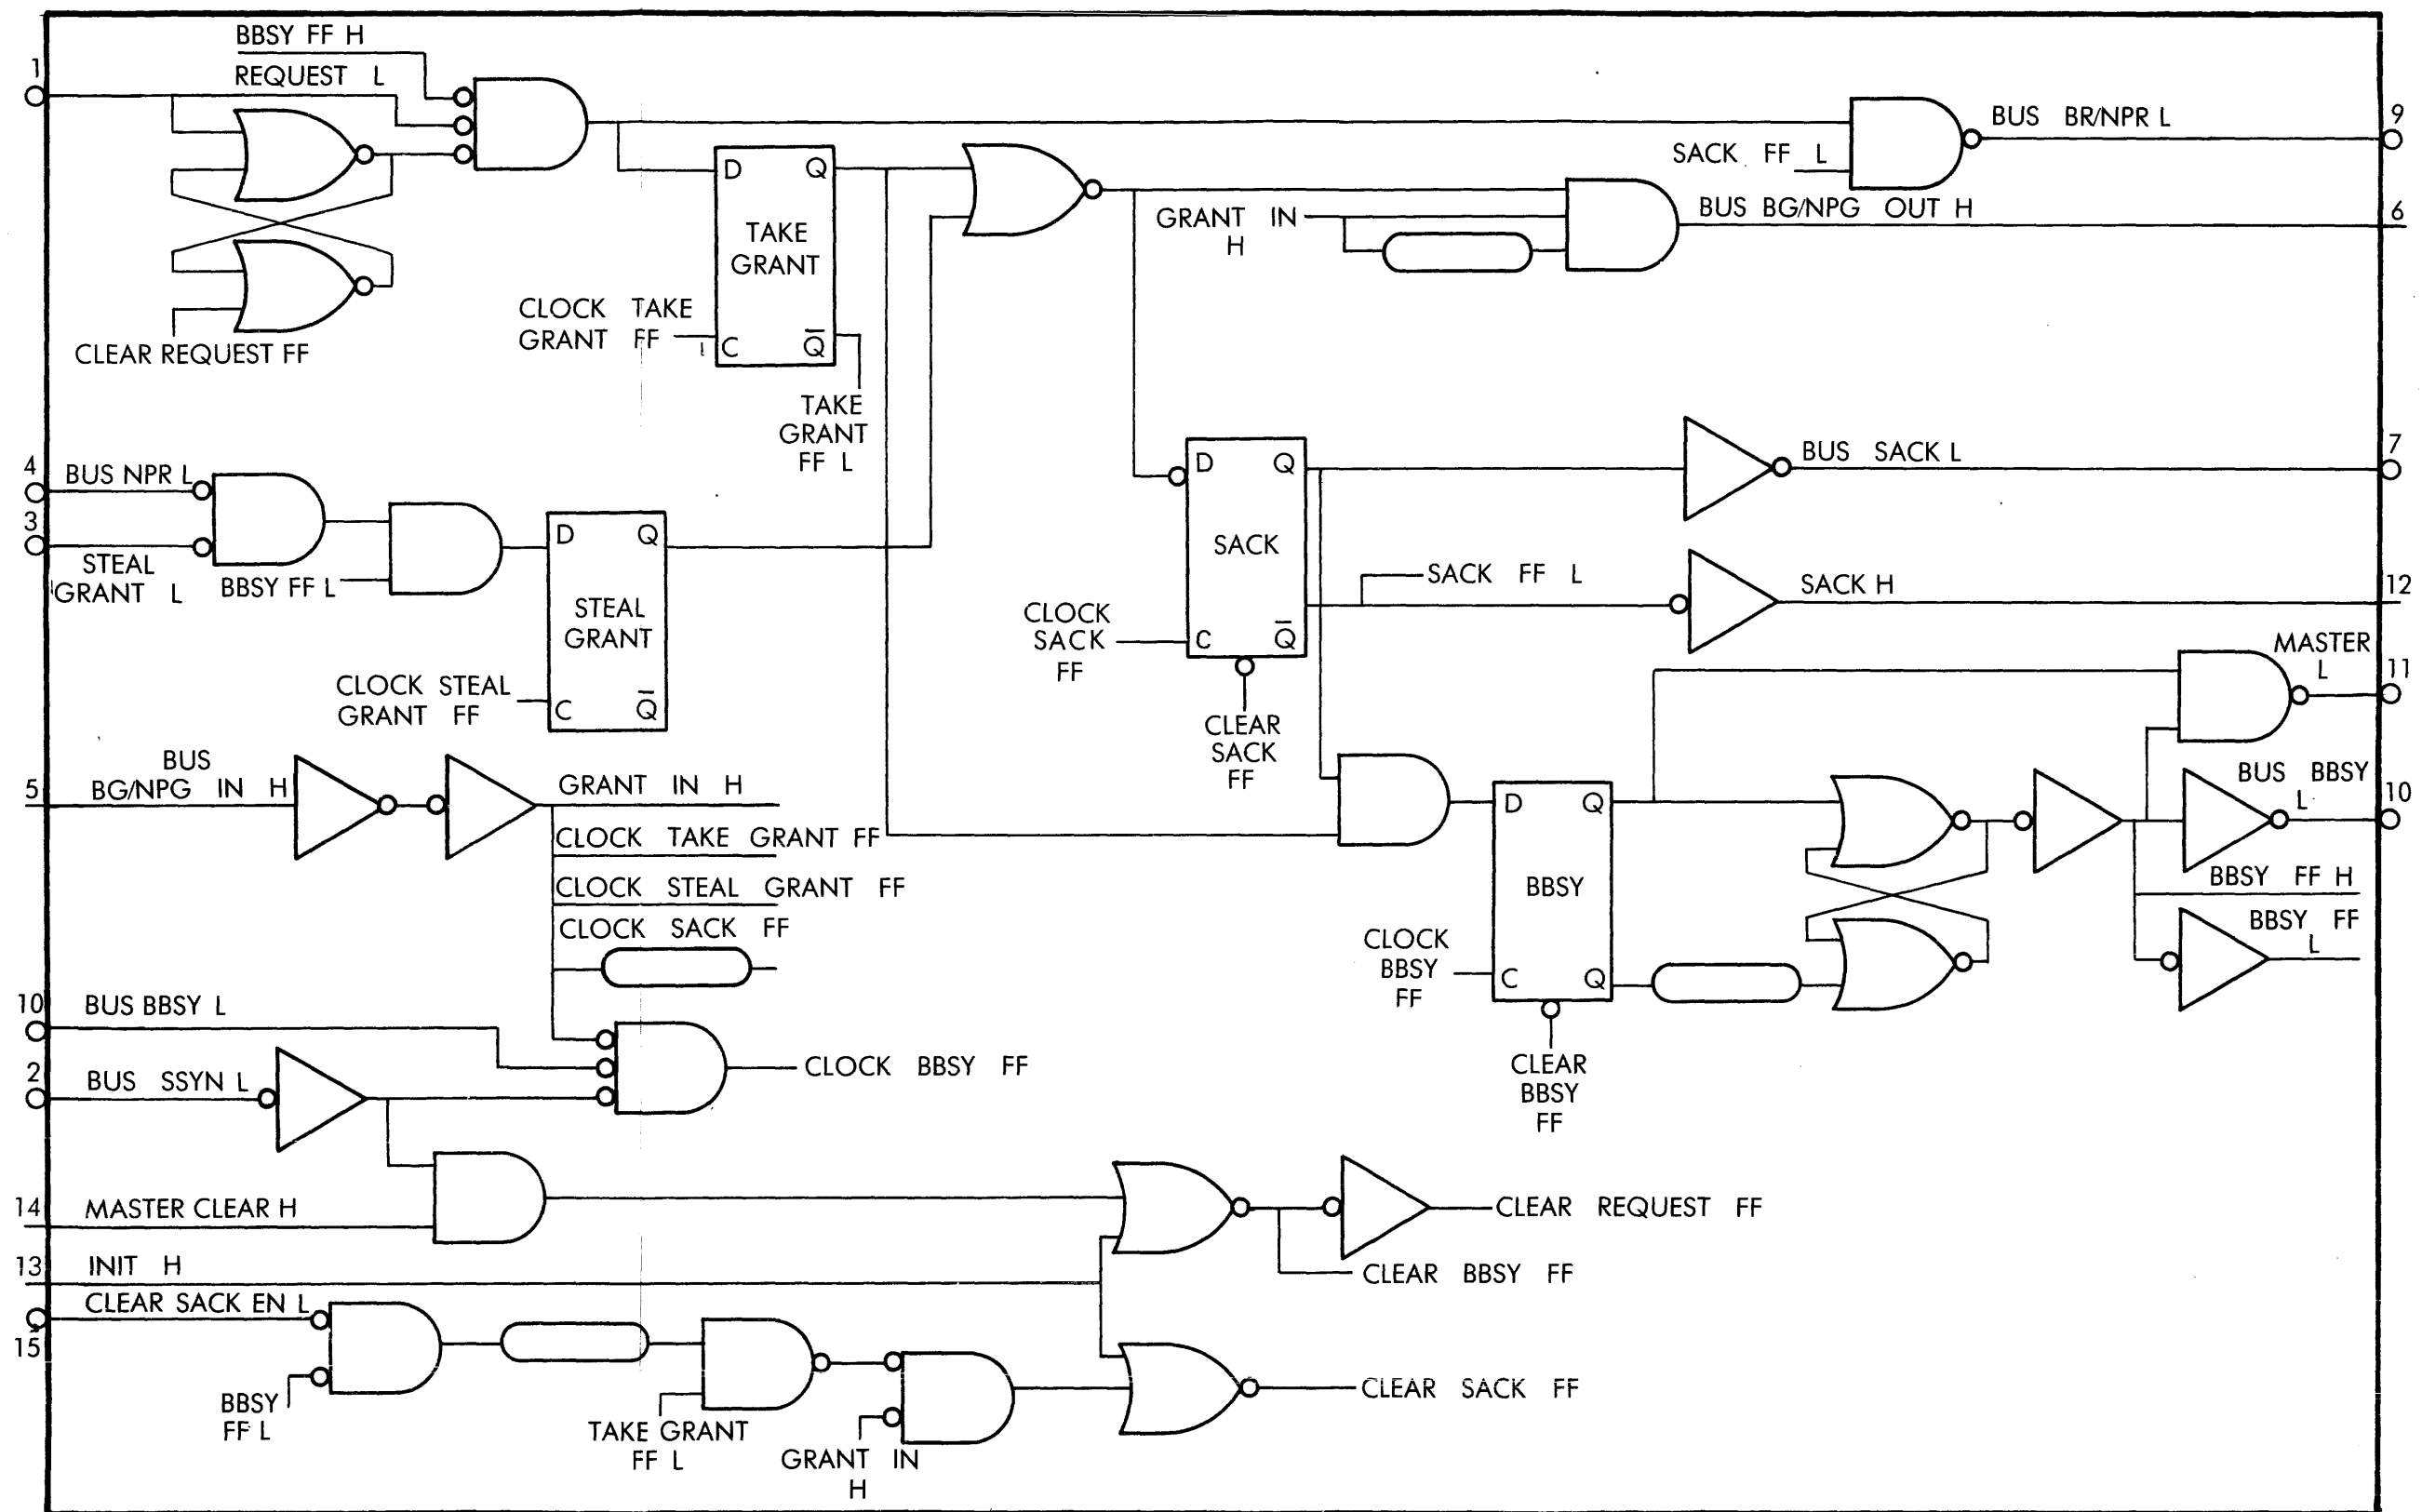 BBSY FF H
1
REQUEST L
CLEAR REQUEST FF
D Q
TAKE
GRANT
C Q̅
CLOCK TAKE
GRANT FF
TAKE
GRANT
FF L
SACK FF L
BUS BR/NPR L
9
GRANT IN
H
BUS BG/NPG OUT H
6
4
BUS NPR L
3
STEAL
GRANT L
BBSY FF L
D Q
STEAL
GRANT
C Q̅
CLOCK STEAL
GRANT FF
D Q
SACK
C Q̅
CLOCK
SACK
FF
CLEAR
SACK
FF
BUS SACK L
7
SACK FF L
SACK H
12
MASTER
L
11
BUS
BG/NPG IN H
5
GRANT IN H
CLOCK TAKE GRANT FF
CLOCK STEAL GRANT FF
CLOCK SACK FF
D Q
BBSY
C Q
CLOCK
BBSY
FF
CLEAR
BBSY
FF
BUS BBSY
L
10
BBSY FF H
BBSY FF
L
10
BUS BBSY L
2
BUS SSYN L
CLOCK BBSY FF
14
MASTER CLEAR H
13
INIT H
CLEAR SACK EN L
15
BBSY
FF L
TAKE GRANT
FF L
GRANT IN
H
CLEAR REQUEST FF
CLEAR BBSY FF
CLEAR SACK FF